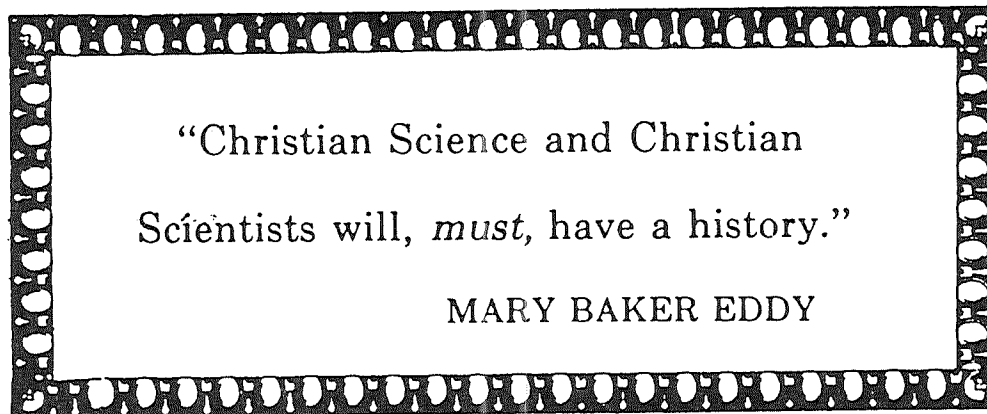 “Christian Science and Christian
Scientists will, must, have a history.”
MARY BAKER EDDY